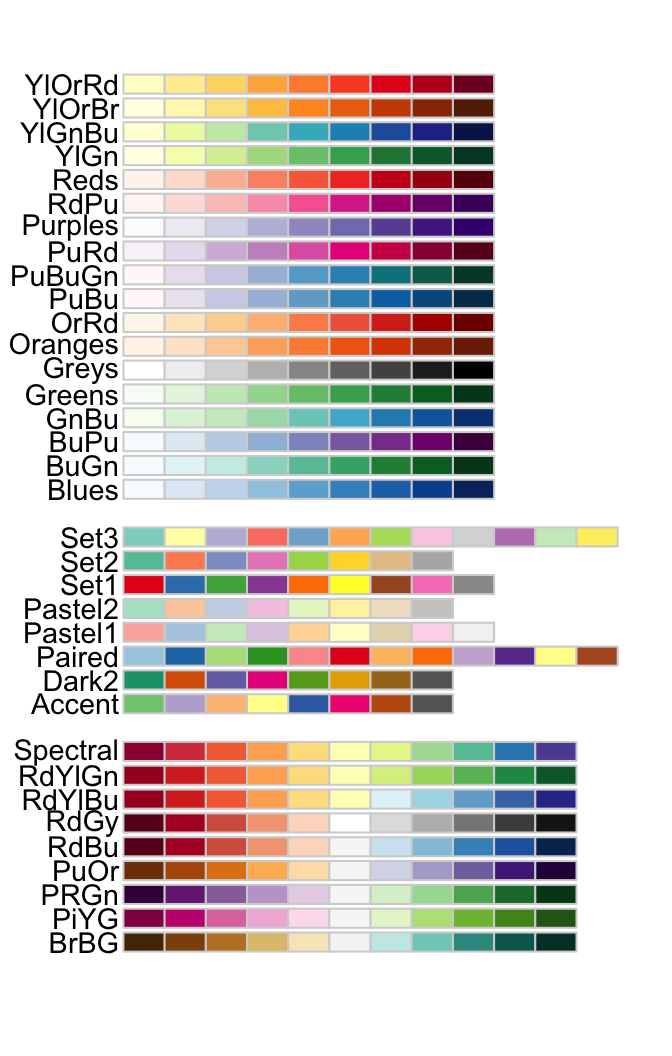 YlOrRd
YlOrBr
YlGnBu
YlGn
Reds
RdPu
Purples
PuRd
PuBuGn
PuBu
OrRd
Oranges
Greys
Greens
GnBu
BuPu
BuGn
Blues
Set3
Set2
Set1
Pastel2
Pastel1
Paired
Dark2
Accent
Spectral
RdYlGn
RdYlBu
RdGy
RdBu
PuOr
PRGn
PiYG
BrBG